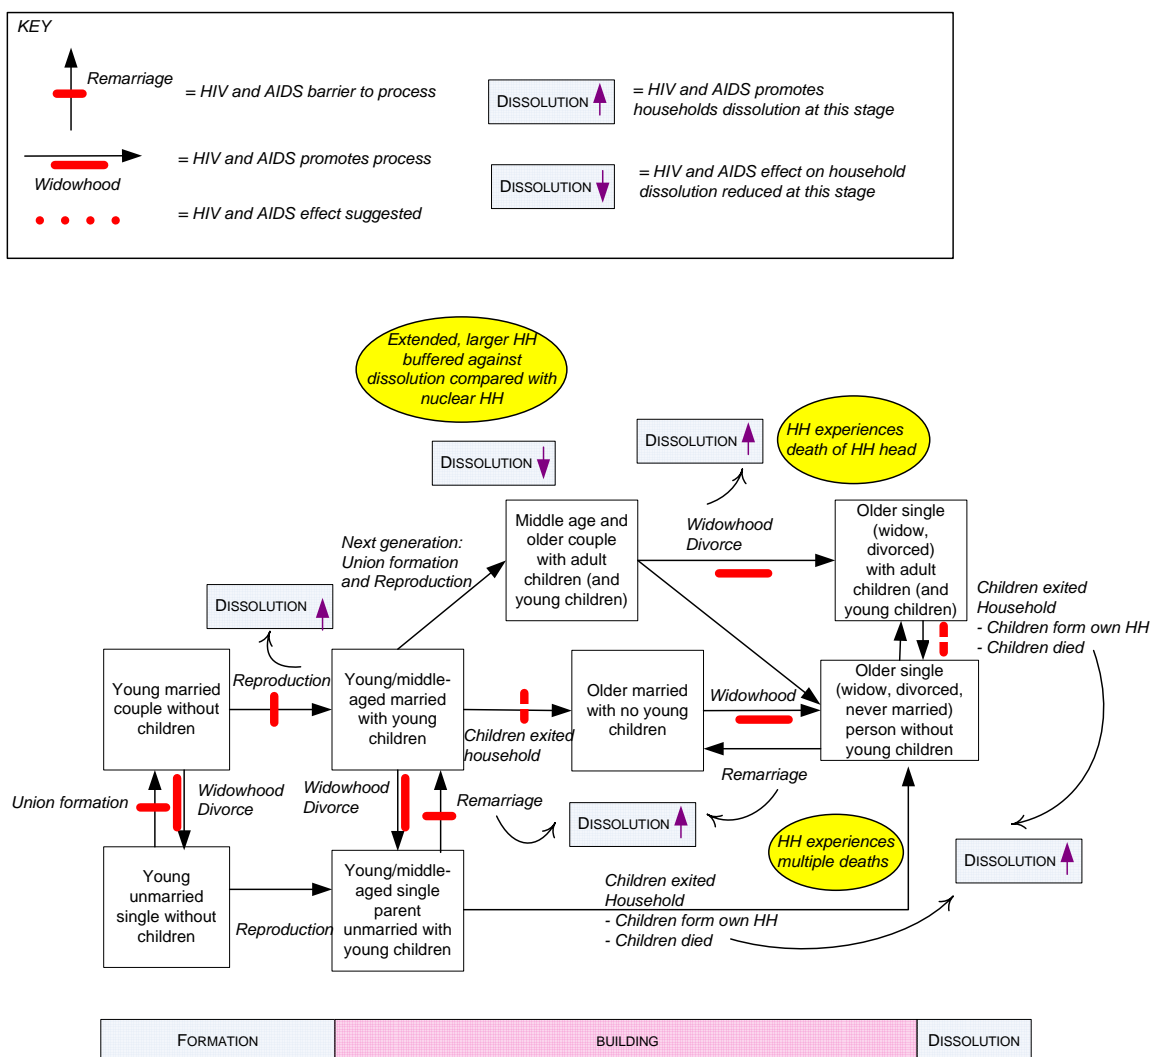 KEY
Remarriage
= HIV and AIDS barrier to process
DISSOLUTION
= HIV and AIDS promotes
households dissolution at this stage
= HIV and AIDS promotes process
Widowhood
DISSOLUTION
= HIV and AIDS effect on household
dissolution reduced at this stage
= HIV and AIDS effect suggested
Extended, larger HH
buffered against
dissolution compared with
nuclear HH
DISSOLUTION
DISSOLUTION
HH experiences
death of HH head
Next generation:
Union formation
and Reproduction
Middle age and
older couple
with adult
children (and
young children)
Widowhood
Divorce
Older single
(widow,
divorced)
with adult
children (and
young children)
Children exited
Household
- Children form own HH
- Children died
DISSOLUTION
Young married
couple without
children
Reproduction
Young/middle-
aged married
with young
children
Children exited
household
Older married
with no young
children
Widowhood
Older single
(widow, divorced,
never married)
person without
young children
Union formation
Widowhood
Divorce
Widowhood
Divorce
Remarriage
DISSOLUTION
Remarriage
HH experiences
multiple deaths
DISSOLUTION
Young
unmarried
single without
children
Reproduction
Young/middle-
aged single
parent
unmarried with
young children
Children exited
Household
- Children form own HH
- Children died
FORMATION
BUILDING
DISSOLUTION